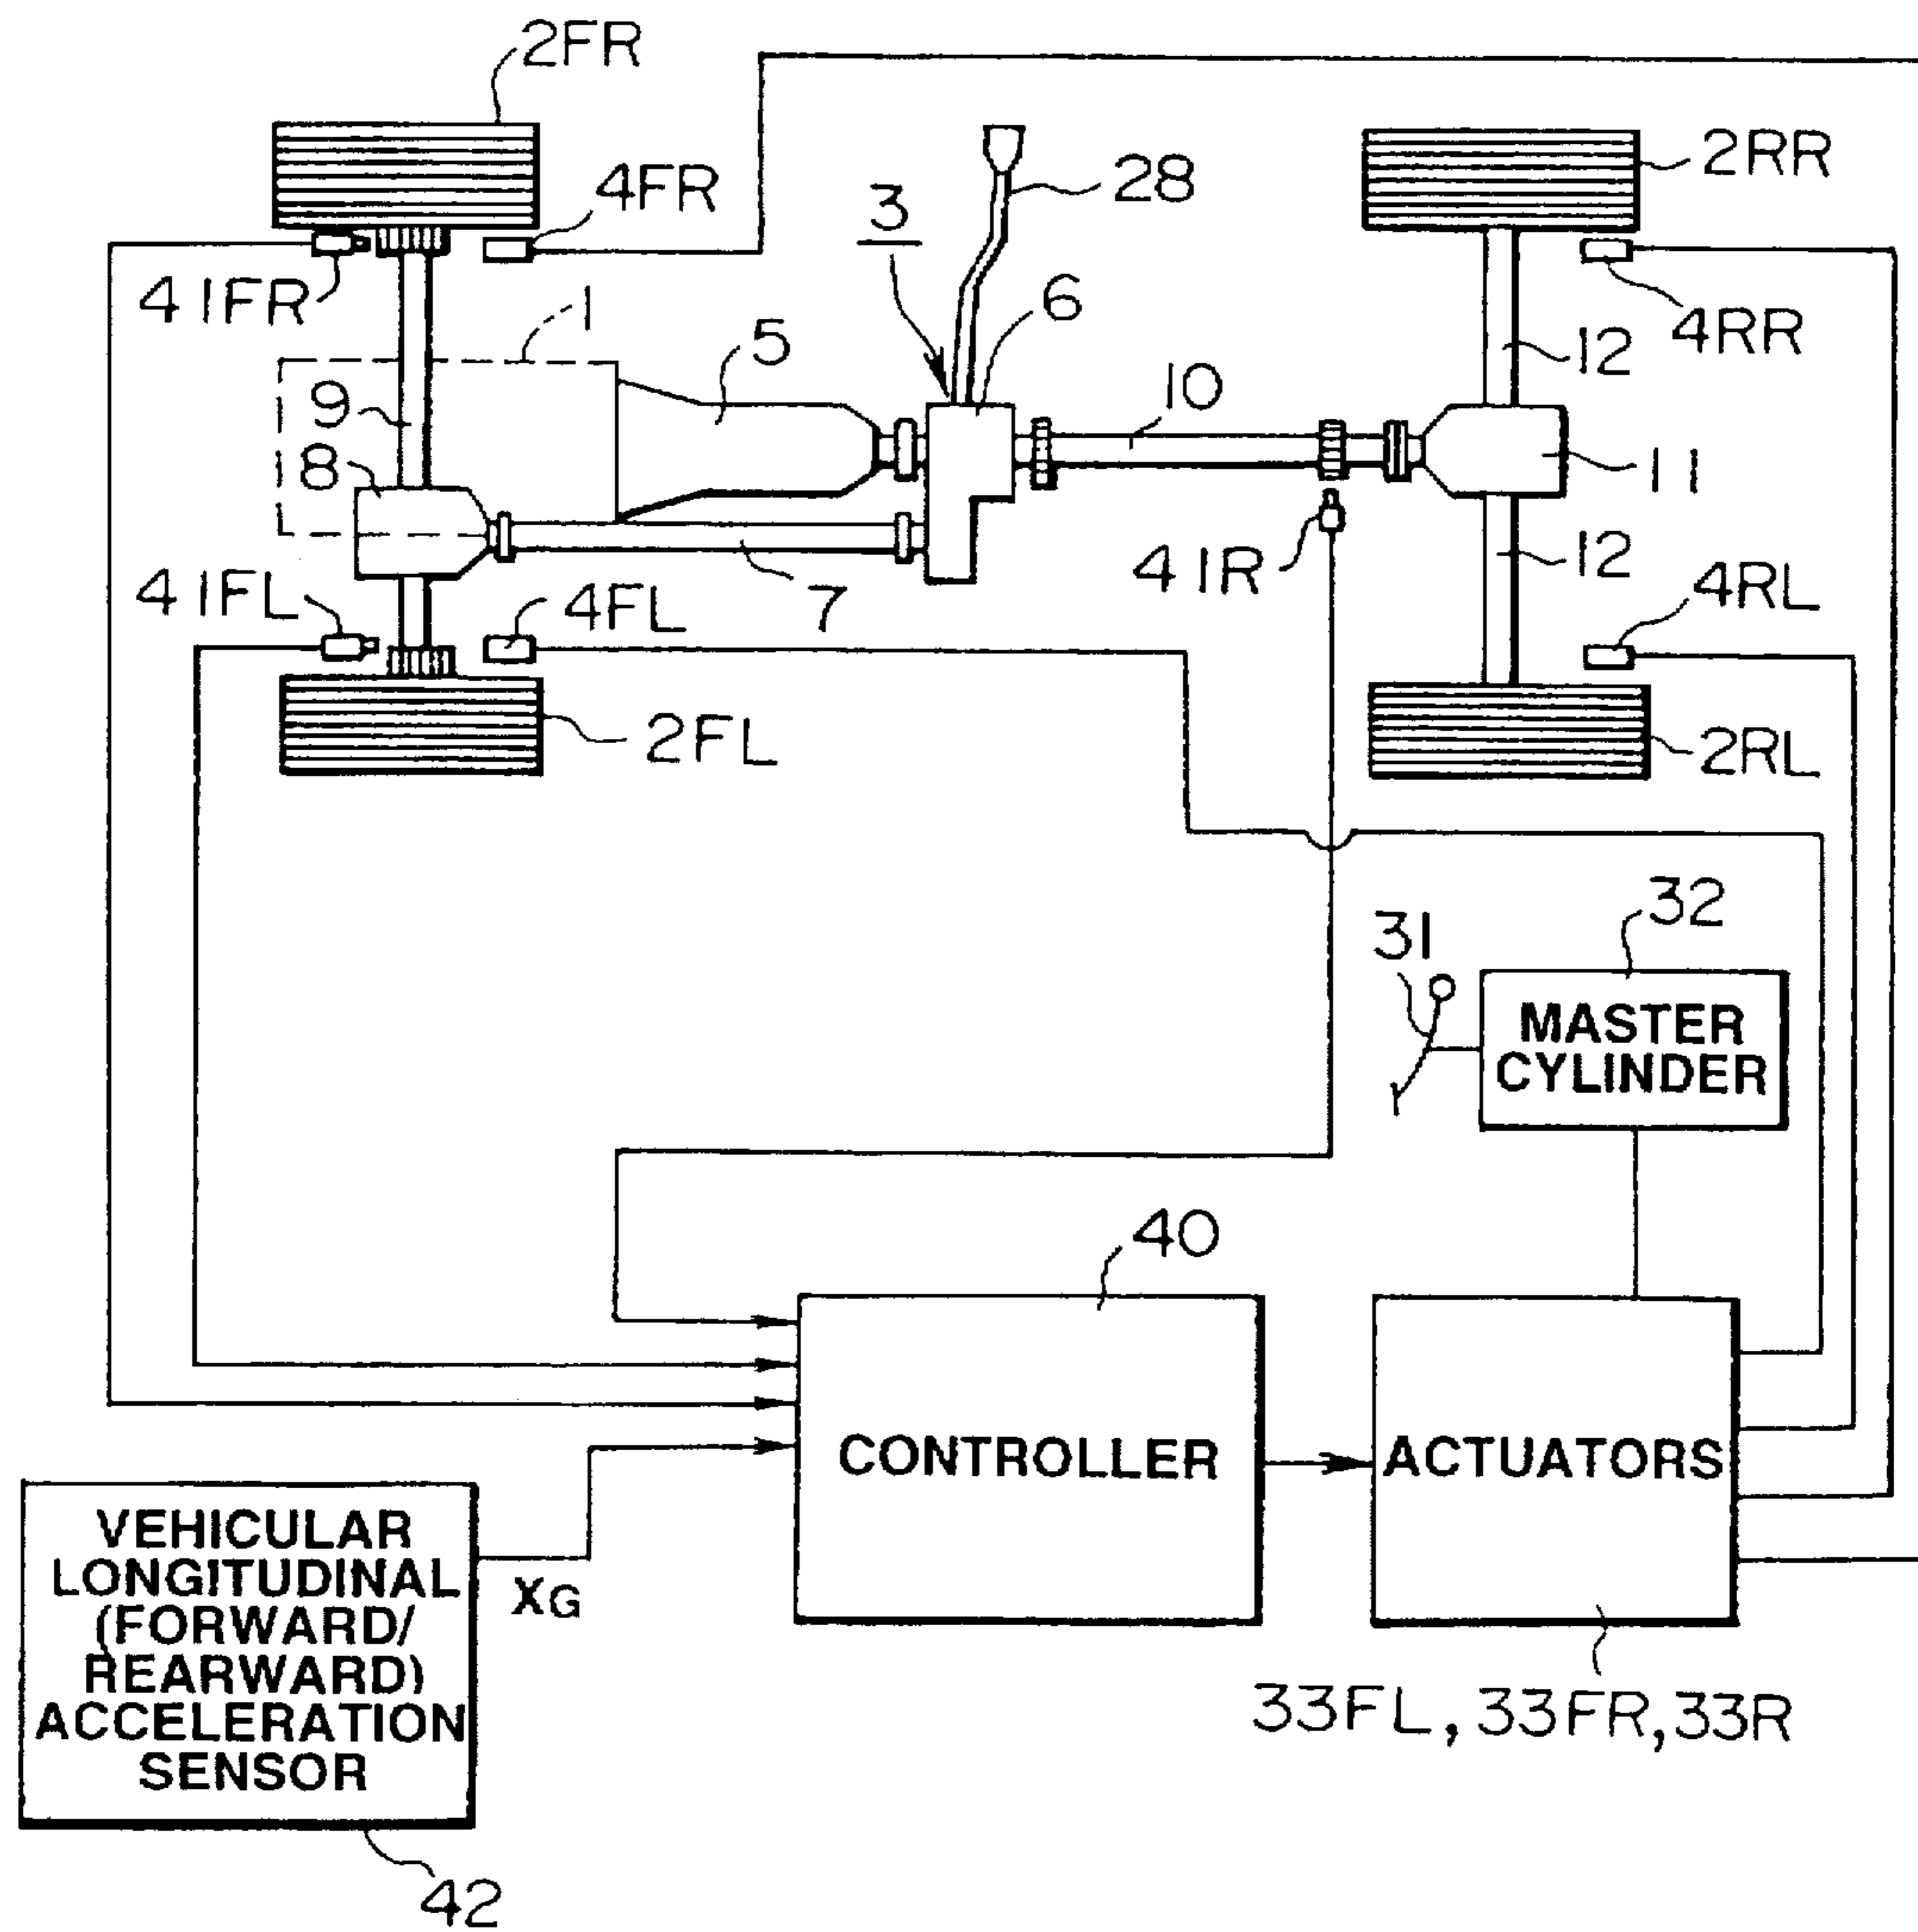 2FR
2RR
4FR
28
3
41FR
1
6
4RR
5
12
9
10
8
11
41R
12
41FL
4FL
7
4RL
2FL
2RL
32
31
MASTER
CYLINDER
40
CONTROLLER
ACTUATORS
VEHICULAR
LONGITUDINAL
(FORWARD/
REARWARD)
ACCELERATION
SENSOR
XG
33FL, 33FR, 33R
42